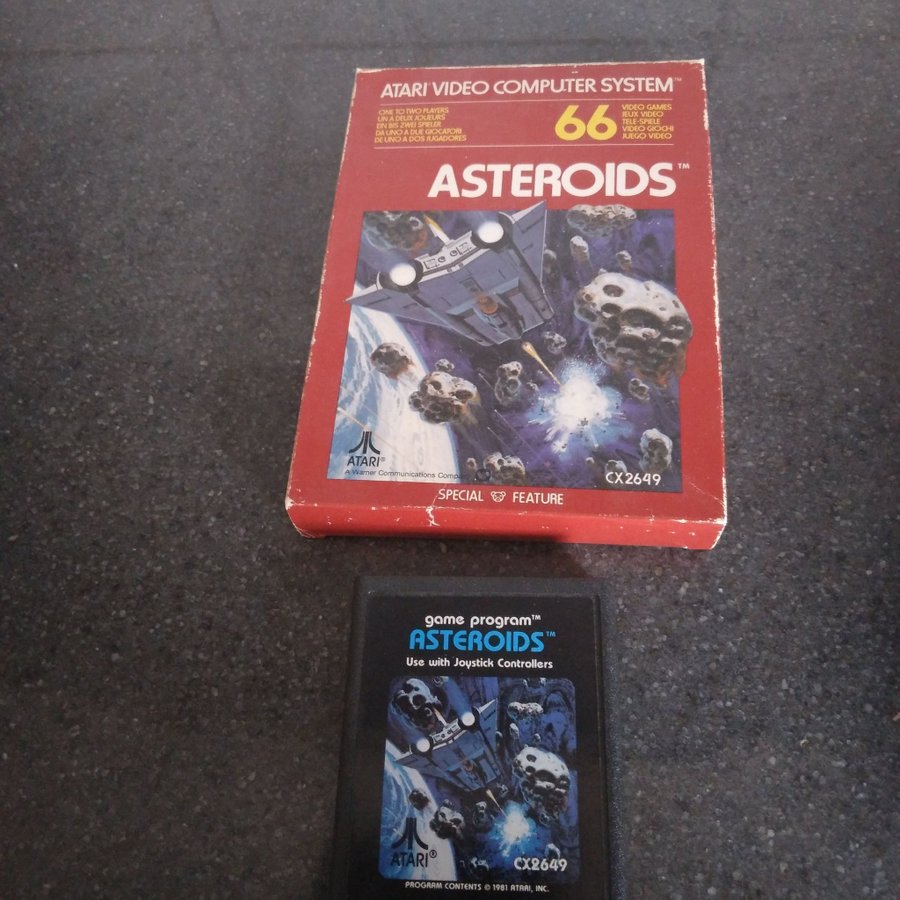 ATARI VIDEO COMPUTER SYSTEM™
ONE TO TWO PLAYERS
UN A DEUX JOUEURS
EIN BIS ZWEI SPIELER
DA UNO A DUE GIOCATORI
DE UNO A DOS JUGADORES
66
VIDEO GAMES
JEUX VIDEO
TELE-SPIELE
VIDEO GIOCHI
JUEGO VIDEO
ASTEROIDS™
ATARI®
A Warner Communications Comp
CX2649
SPECIAL FEATURE
game program™
ASTEROIDS™
Use with Joystick Controllers
ATARI®
CX2649
PROGRAM CONTENTS © 1981 ATARI, INC.